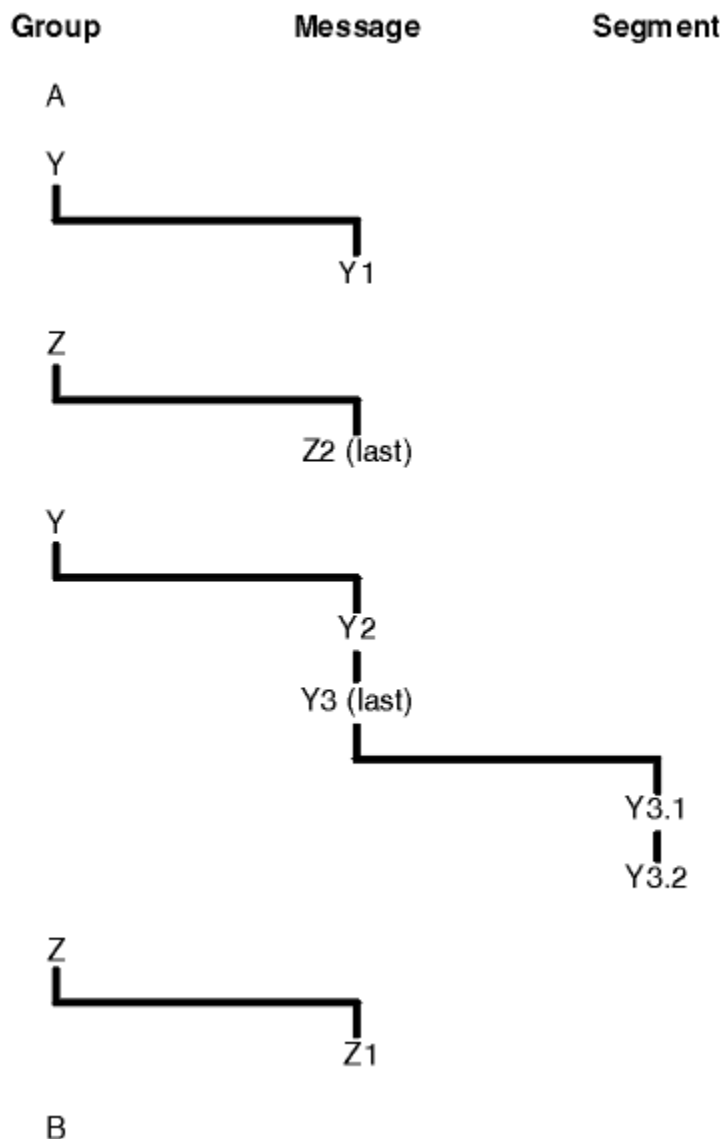 Group Message Segment
A
Y
Y1
Z
Z2 (last)
Y
Y2
Y3 (last)
Y3.1
Y3.2
Z
Z1
B